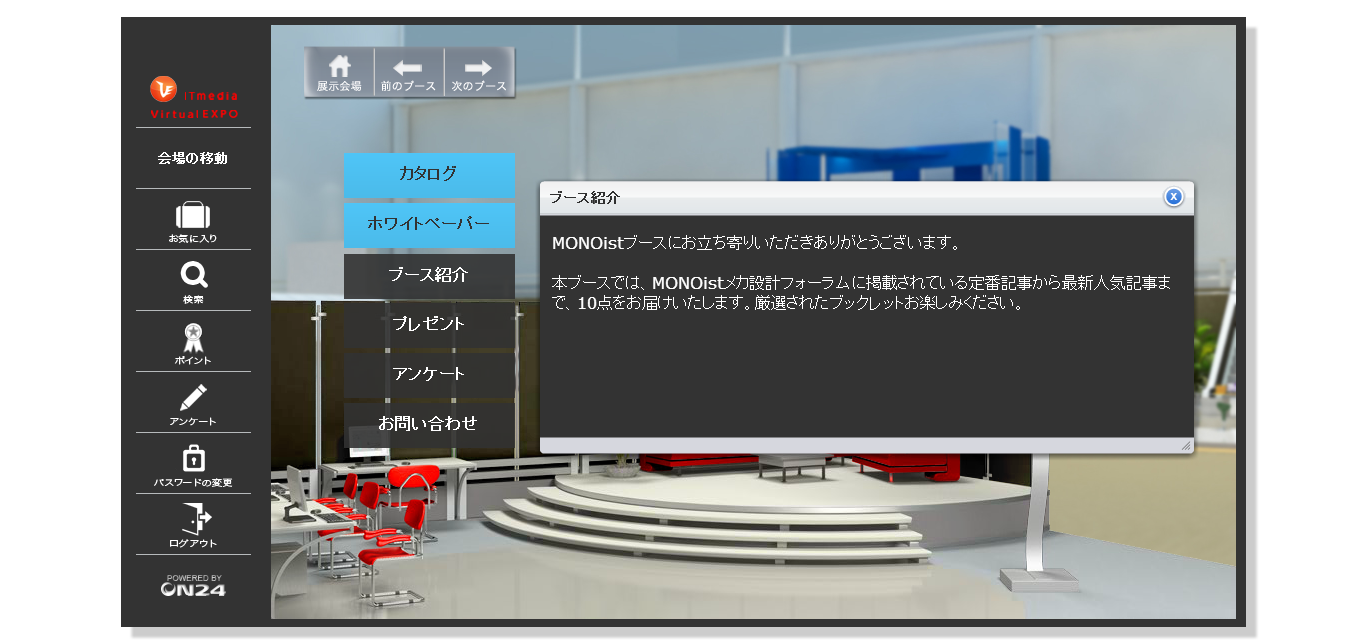 ITmedia
Virtual EXPO
会場の移動
お気に入り
検索
ポイント
アンケート
パスワードの変更
ログアウト
POWERED BY
ON24
展示会場
前のブース
次のブース
カタログ
ホワイトペーパー
ブース紹介
プレゼント
アンケート
お問い合わせ
ブース紹介
MONOistブースにお立ち寄りいただきありがとうございます。
本ブースでは、MONOistメカ設計フォーラムに掲載されている定番記事から最新人気記事ま
で、10点をお届けいたします。厳選されたブックレットお楽しみください。